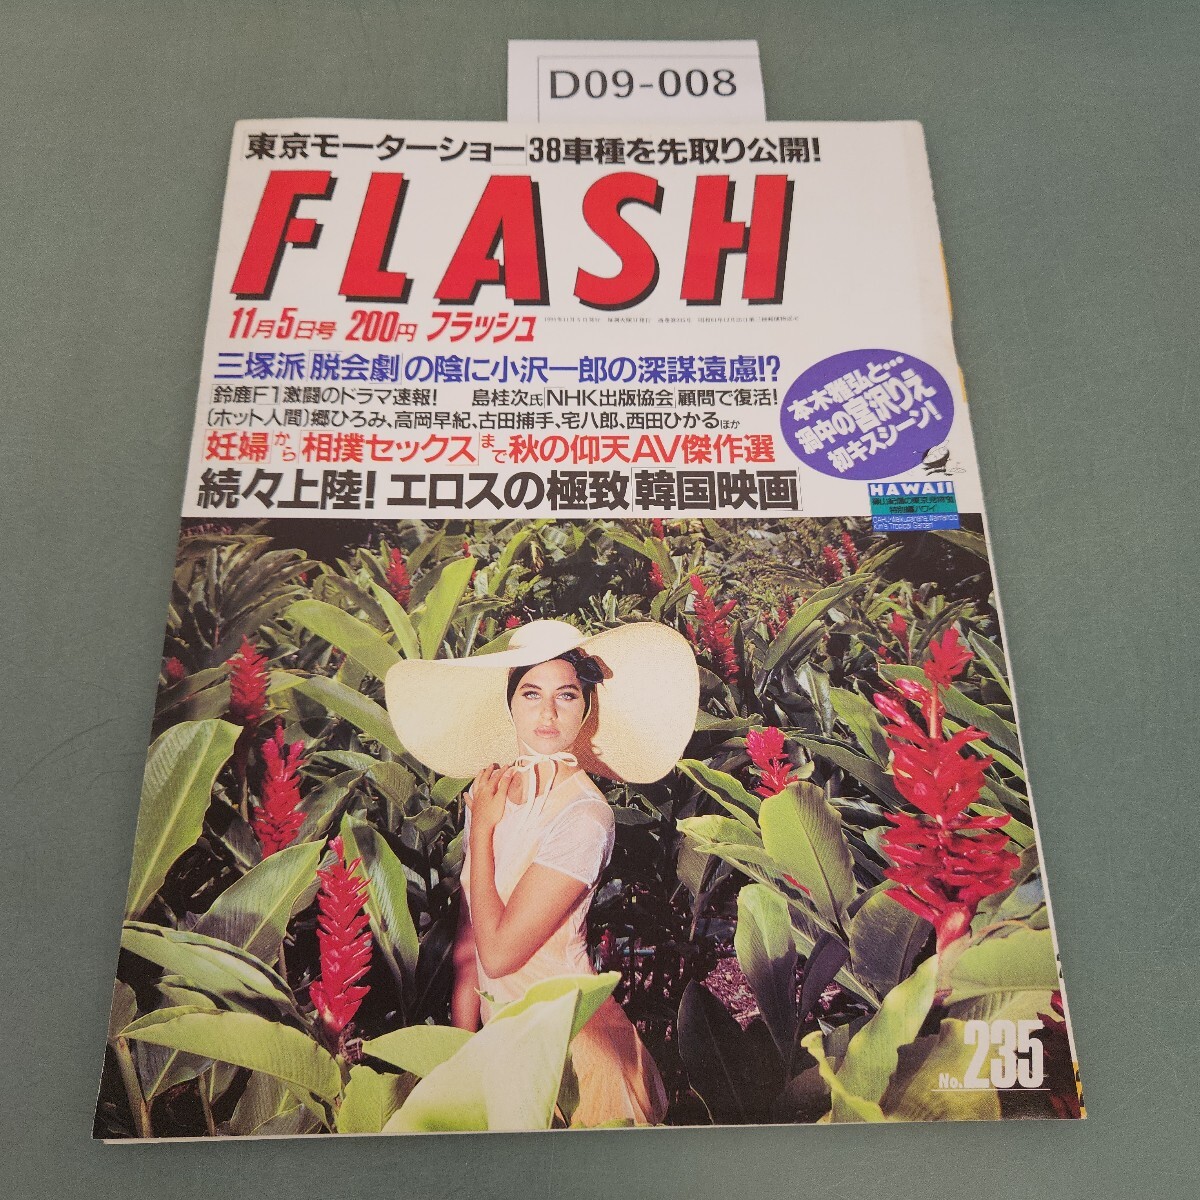 D09-008
「東京モーターショー」38車種を先取り公開!
FLASH
11月5日号 200円 フラッシュ
三塚派「脱会劇」の陰に小沢一郎の深謀遠慮!?
「鈴鹿F1激闘のドラマ速報! 島桂次氏「NHK出版協会」顧問で復活!
〔ホット人間〕郷ひろみ、高岡早紀、古田捕手、宅八郎、西田ひかるほか
「妊婦」から「相撲セックス」まで秋の仰天AV傑作選
続々上陸! エロスの極致「韓国映画」
本木雅弘と…
渦中の宮沢りえ
初キスシーン!
HAWAII
特別編ハワイ
No.235